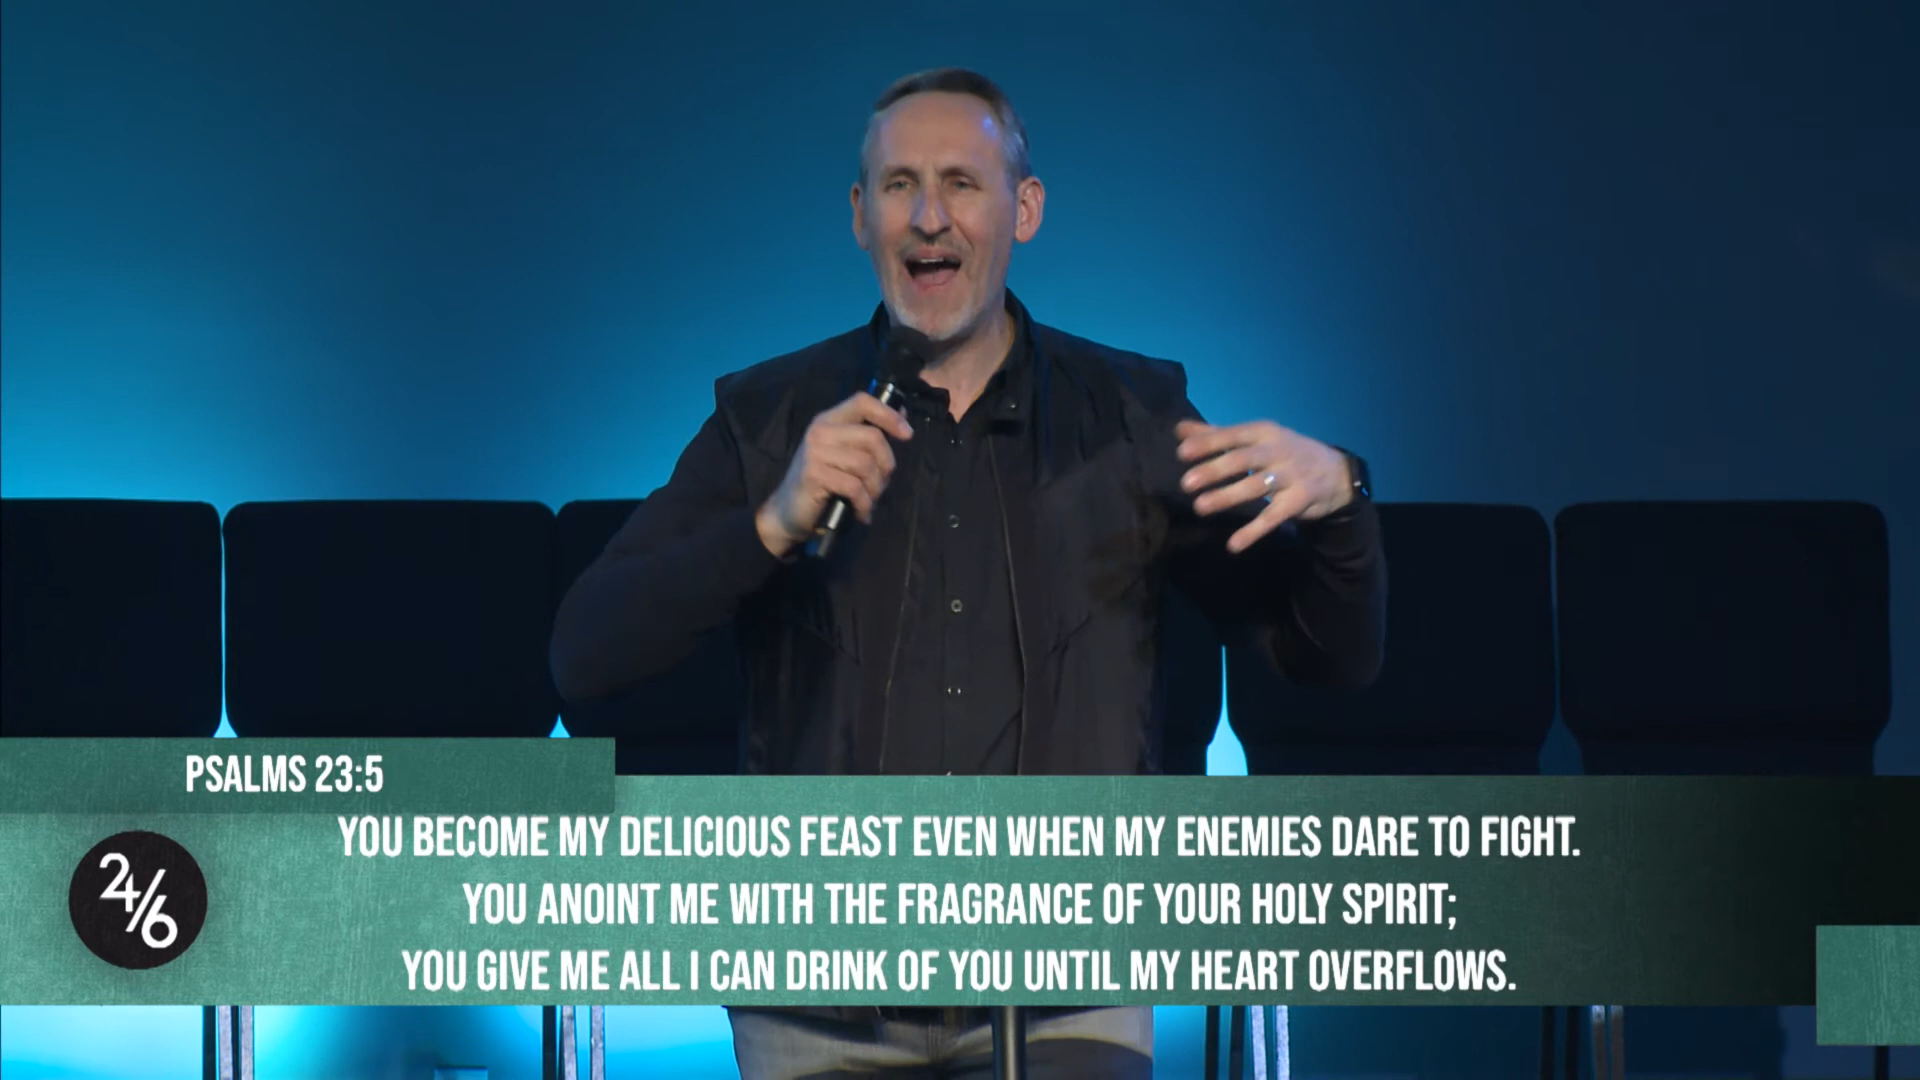 PSALMS 23:5
YOU BECOME MY DELICIOUS FEAST EVEN WHEN MY ENEMIES DARE TO FIGHT.
YOU ANOINT ME WITH THE FRAGRANCE OF YOUR HOLY SPIRIT;
YOU GIVE ME ALL I CAN DRINK OF YOU UNTIL MY HEART OVERFLOWS.
24/6